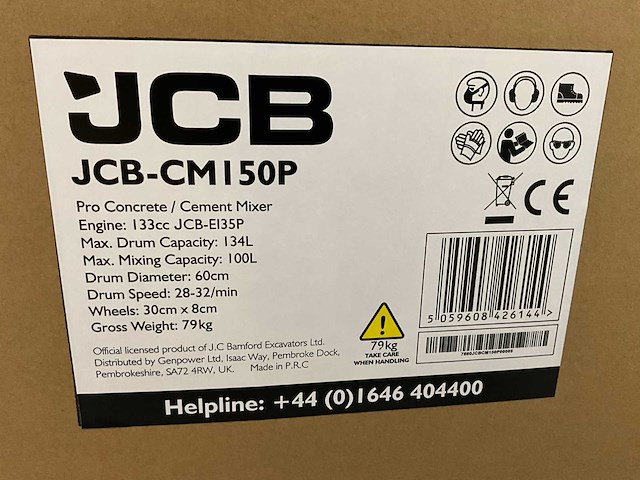 JCB
JCB-CM150P
Pro Concrete / Cement Mixer
Engine: 133cc JCB-E135P
Max. Drum Capacity: 134L
Max. Mixing Capacity: 100L
Drum Diameter: 60cm
Drum Speed: 28-32/min
Wheels: 30cm x 8cm
Gross Weight: 79kg
Official licensed product of J.C Bamford Excavators Ltd.
Distributed by Genpower Ltd, Isaac Way, Pembroke Dock,
Pembrokeshire, SA72 4RW, UK. Made in P.R.C
CE
5 059608 426144 >
79kg
TAKE CARE
WHEN HANDLING
Helpline: +44 (0)1646 404400